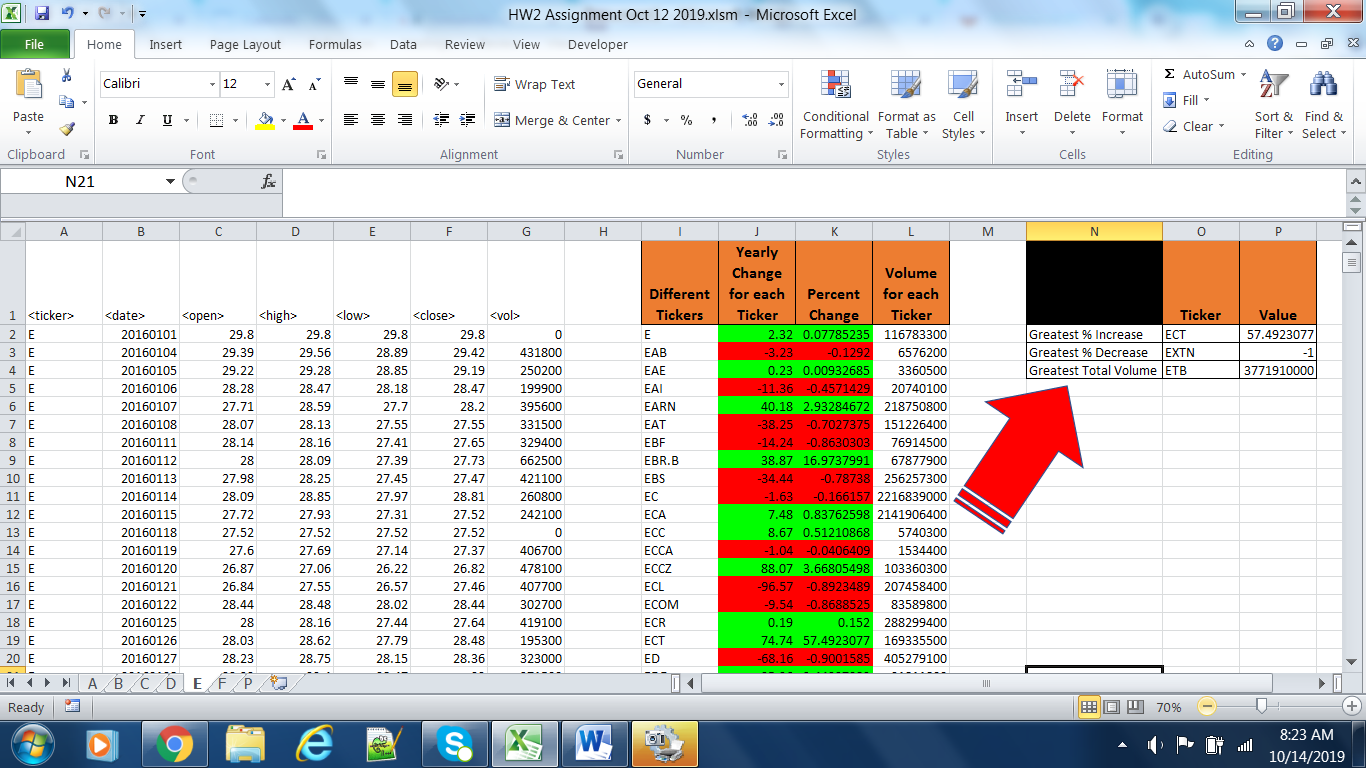 HW2 Assignment Oct 12 2019.xlsm - Microsoft Excel
File Home Insert Page Layout Formulas Data Review View Developer
Calibri 12 Wrap Text General AutoSum
Paste B I U Merge & Center $ % , Conditional Formatting Format as Table Cell Styles Insert Delete Format Fill Clear Sort & Filter Find & Select
Clipboard Font Alignment Number Styles Cells Editing
N21 fx
A B C D E F G H I J K L M N O P
1 <ticker> <date> <open> <high> <low> <close> <vol> Different Tickers Yearly Change for each Ticker Percent Change Volume for each Ticker Ticker Value
2 E 20160101 29.8 29.8 29.8 29.8 0 E 2.32 0.07785235 116783300 Greatest % Increase ECT 57.4923077
3 E 20160104 29.39 29.56 28.89 29.42 431800 EAB -3.23 -0.1292 6576200 Greatest % Decrease EXTN -1
4 E 20160105 29.22 29.28 28.85 29.19 250200 EAE 0.23 0.00932685 3360500 Greatest Total Volume ETB 3771910000
5 E 20160106 28.28 28.47 28.18 28.47 199900 EAI -11.36 -0.4571429 20740100
6 E 20160107 27.71 28.59 27.7 28.2 395600 EARN 40.18 2.93284672 218750800
7 E 20160108 28.07 28.13 27.55 27.55 331500 EAT -38.25 -0.7027375 151226400
8 E 20160111 28.14 28.16 27.41 27.65 329400 EBF -14.24 -0.8630303 76914500
9 E 20160112 28 28.09 27.39 27.73 662500 EBR.B 38.87 16.9737991 67877900
10 E 20160113 27.98 28.25 27.45 27.47 421100 EBS -34.44 -0.78738 256257300
11 E 20160114 28.09 28.85 27.97 28.81 260800 EC -1.63 -0.166157 2216839000
12 E 20160115 27.72 27.93 27.31 27.52 242100 ECA 7.48 0.83762598 2141906400
13 E 20160118 27.52 27.52 27.52 27.52 0 ECC 8.67 0.51210868 5740300
14 E 20160119 27.6 27.69 27.14 27.37 406700 ECCA -1.04 -0.0406409 1534400
15 E 20160120 26.87 27.06 26.22 26.82 478100 ECCZ 88.07 3.66805498 103360300
16 E 20160121 26.84 27.55 26.57 27.46 407700 ECL -96.57 -0.8923489 207458400
17 E 20160122 28.44 28.48 28.02 28.44 302700 ECOM -9.54 -0.8688525 83589800
18 E 20160125 28 28.16 27.44 27.64 419100 ECR 0.19 0.152 288299400
19 E 20160126 28.03 28.62 27.79 28.48 195300 ECT 74.74 57.4923077 169335500
20 E 20160127 28.23 28.75 28.15 28.36 323000 ED -68.16 -0.9001585 405279100
A B C D E F P
Ready 70%
8:23 AM
10/14/2019